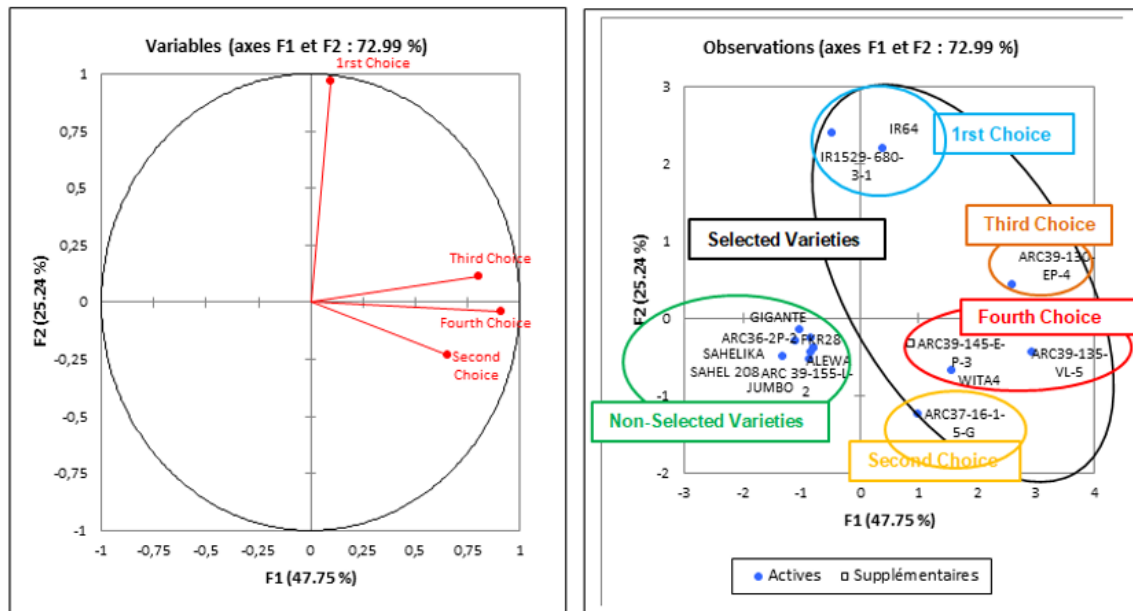 Variables (axes F1 et F2 : 72.99 %)
1rst Choice
Third Choice
Fourth Choice
Second
Choice
F2 (25.24 %)
1
0,75
0,5
0,25
0
-0,25
-0,5
-0,75
-1
-1
-0,75
-0,5
-0,25
0
0,25
0,5
0,75
1
F1 (47.75 %)
Observations (axes F1 et F2 : 72.99 %)
F2 (25.24 %)
3
2
1
0
-1
-2
IR64
IR1529- 680-
3-1
1rst Choice
Third Choice
ARC39-130-
EP-4
Selected Varieties
Fourth Choice
GIGANTE
ARC36-2P-2
SAHELIKA
ALEWA
SAHEL 208
ARC 39-155-L-
2
JUMBO
ARC39-145-E-
P-3
ARC39-135-
VL-5
WITA4
Non-Selected Varieties
ARC37-16-1-
5-G
Second Choice
-3
-2
-1
0
1
2
3
4
F1 (47.75 %)
Actives
Supplémentaires